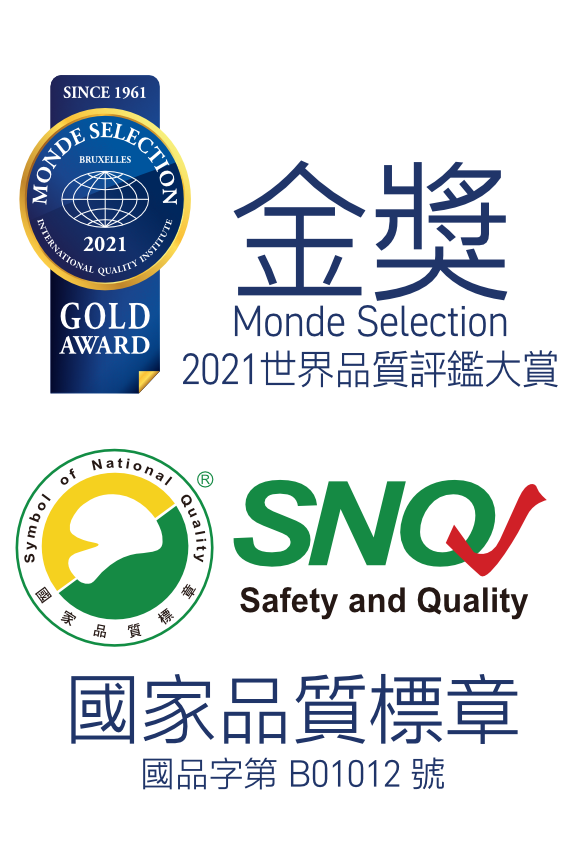 SINCE 1961
MONDE SELECTION
BRUXELLES
2021
INTERNATIONAL QUALITY INSTITUTE
GOLD
AWARD
金獎
Monde Selection
2021世界品質評鑑大賞
Symbol of National Quality
®
國家品質標章
SNQ
Safety and Quality
國家品質標章
國品字第 B01012 號